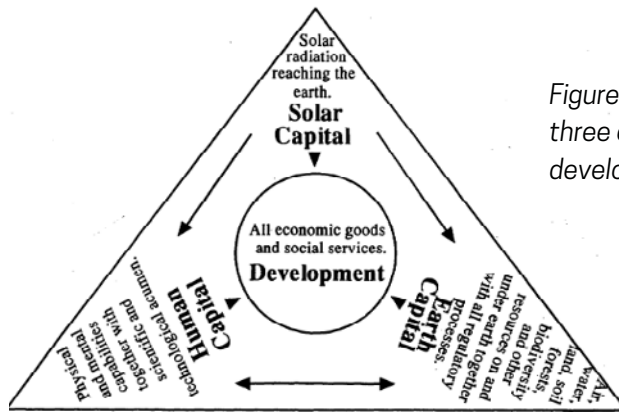 Solar
radiation
reaching the
earth.
Solar
Capital
Figure
three
develo
All economic goods
and social services.
Development
Physical
and mental
capabilities
together with
scientific and
technological acumen.
Human
Capital
Air,
water,
land, soil
forests
biodiversity
and other
resources on and
under earth together
with all regulatory
processes.
Earth
Capital